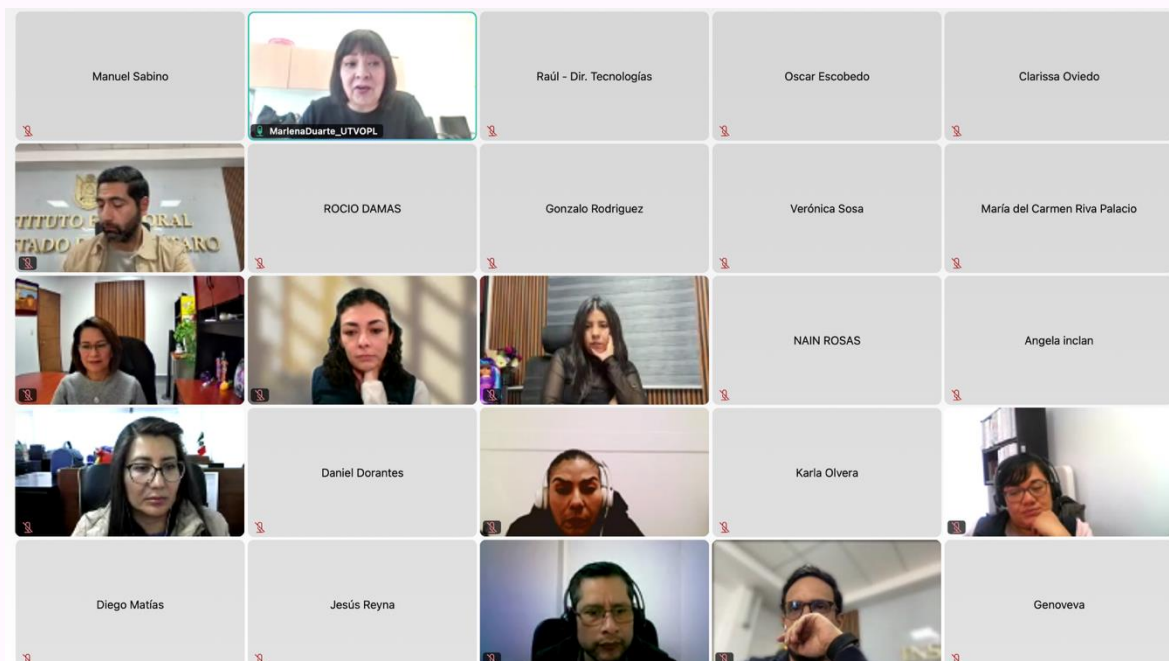 Manuel Sabino
MarlenaDuarte_UTVOPL
Raúl - Dir. Tecnologías
Oscar Escobedo
Clarissa Oviedo
ROCIO DAMAS
Gonzalo Rodriguez
Verónica Sosa
María del Carmen Riva Palacio
NAIN ROSAS
Angela inclan
Daniel Dorantes
Karla Olvera
Diego Matías
Jesús Reyna
Genoveva